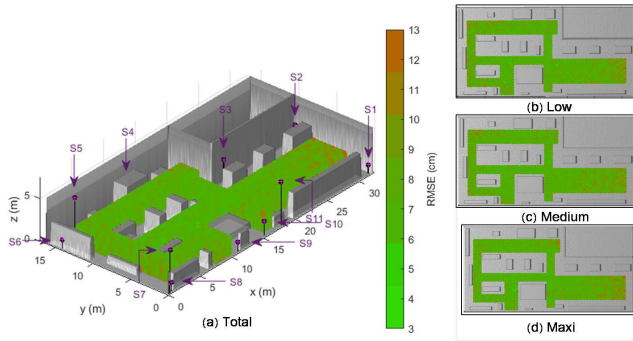 S1
S2
S3
S4
S5
S6
S7
S8
S9
S10
S11
z (m)
5
0
y (m)
15
10
5
0
x (m)
0
5
10
15
20
25
30
(a) Total
RMSE (cm)
13
12
11
10
9
8
7
6
5
4
3
(b) Low
(c) Medium
(d) Maxi